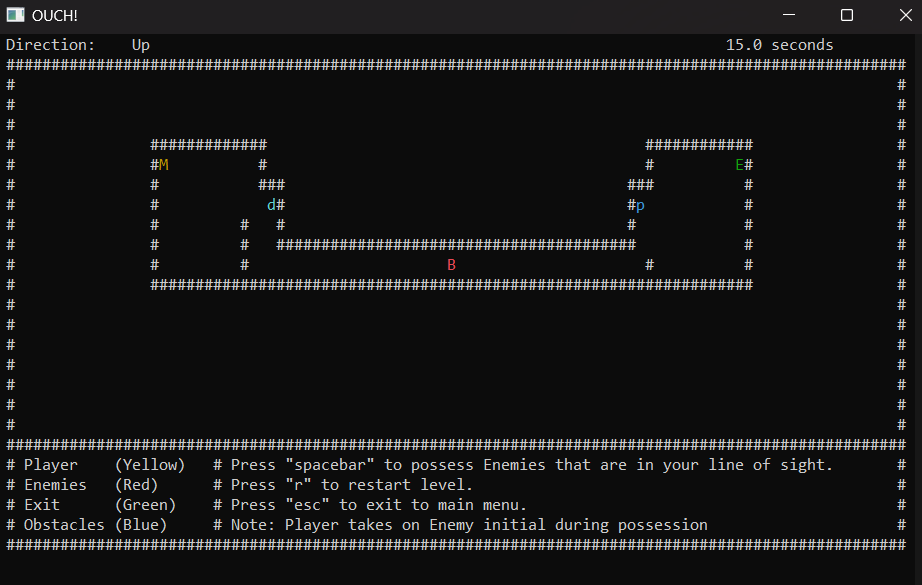 OUCH!
Direction:    Up                                                                15.0 seconds
####################################################################################################
#                                                                                                  #
#                                                                                                  #
#                                                                                                  #
#               #############                                          ############                #
#               #M          #                                          #         E#                #
#               #           ###                                      ###          #                #
#               #            d#                                      #p           #                #
#               #         #   #                                      #            #                #
#               #         #   ########################################            #                #
#               #         #                      B                     #          #                #
#               ###################################################################                #
#                                                                                                  #
#                                                                                                  #
#                                                                                                  #
#                                                                                                  #
#                                                                                                  #
#                                                                                                  #
#                                                                                                  #
####################################################################################################
# Player    (Yellow)   # Press "spacebar" to possess Enemies that are in your line of sight.       #
# Enemies   (Red)      # Press "r" to restart level.                                               #
# Exit      (Green)    # Press "esc" to exit to main menu.                                         #
# Obstacles (Blue)     # Note: Player takes on Enemy initial during possession                     #
####################################################################################################